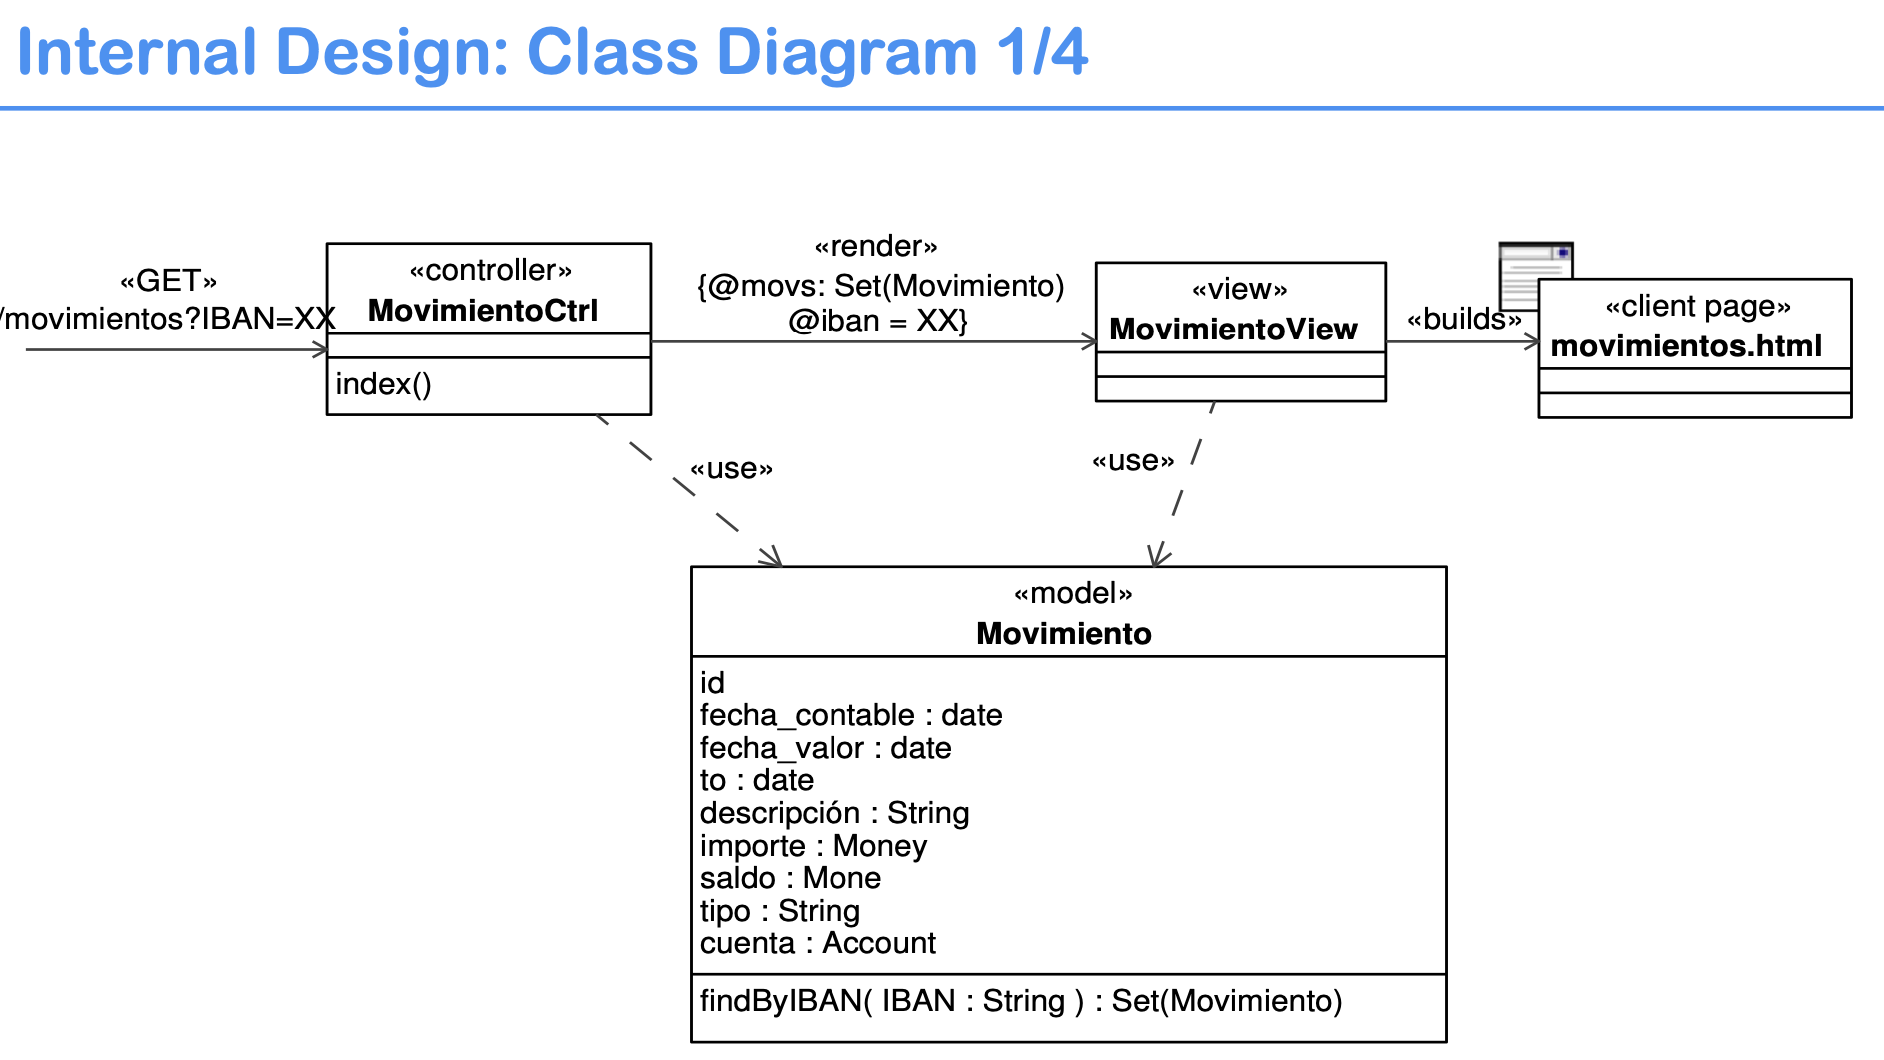 Internal Design: Class Diagram 1/4
«GET»
/movimientos?IBAN=XX
«controller»
MovimientoCtrl
index()
«render»
{@movs: Set(Movimiento)
@iban = XX}
«view»
MovimientoView
«builds»
«client page»
movimientos.html
«use»
«use»
«model»
Movimiento
id
fecha_contable : date
fecha_valor : date
to : date
descripción : String
importe : Money
saldo : Mone
tipo : String
cuenta : Account
findByIBAN( IBAN : String ) : Set(Movimiento)